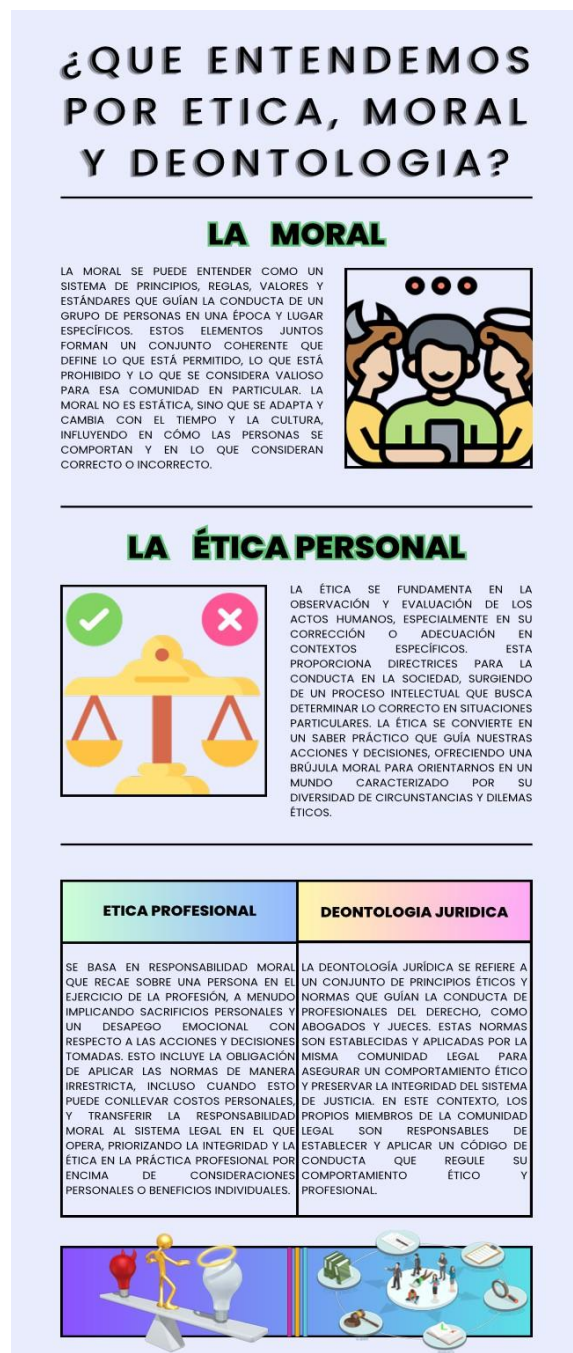 ¿QUE ENTENDEMOS
POR ETICA, MORAL
Y DEONTOLOGIA?
LA MORAL
LA MORAL SE PUEDE ENTENDER COMO UN
SISTEMA DE PRINCIPIOS, REGLAS, VALORES Y
ESTÁNDARES QUE GUÍAN LA CONDUCTA DE UN
GRUPO DE PERSONAS EN UNA ÉPOCA Y LUGAR
ESPECÍFICOS. ESTOS ELEMENTOS JUNTOS
FORMAN UN CONJUNTO COHERENTE QUE
DEFINE LO QUE ESTÁ PERMITIDO, LO QUE ESTÁ
PROHIBIDO Y LO QUE SE CONSIDERA VALIOSO
PARA ESA COMUNIDAD EN PARTICULAR. LA
MORAL NO ES ESTÁTICA, SINO QUE SE ADAPTA Y
CAMBIA CON EL TIEMPO Y LA CULTURA,
INFLUYENDO EN CÓMO LAS PERSONAS SE
COMPORTAN Y EN LO QUE CONSIDERAN
CORRECTO O INCORRECTO.
LA ÉTICA PERSONAL
LA ÉTICA SE FUNDAMENTA EN LA
OBSERVACIÓN Y EVALUACIÓN DE LOS
ACTOS HUMANOS, ESPECIALMENTE EN SU
CORRECCIÓN O ADECUACIÓN EN
CONTEXTOS ESPECÍFICOS. ESTA
PROPORCIONA DIRECTRICES PARA LA
CONDUCTA EN LA SOCIEDAD, SURGIENDO
DE UN PROCESO INTELECTUAL QUE BUSCA
DETERMINAR LO CORRECTO EN SITUACIONES
PARTICULARES. LA ÉTICA SE CONVIERTE EN
UN SABER PRÁCTICO QUE GUÍA NUESTRAS
ACCIONES Y DECISIONES, OFRECIENDO UNA
BRÚJULA MORAL PARA ORIENTARNOS EN UN
MUNDO CARACTERIZADO POR SU
DIVERSIDAD DE CIRCUNSTANCIAS Y DILEMAS
ÉTICOS.
ETICA PROFESIONAL
SE BASA EN RESPONSABILIDAD MORAL
QUE RECAE SOBRE UNA PERSONA EN EL
EJERCICIO DE LA PROFESIÓN, A MENUDO
IMPLICANDO SACRIFICIOS PERSONALES Y
UN DESAPEGO EMOCIONAL CON
RESPECTO A LAS ACCIONES Y DECISIONES
TOMADAS. ESTO INCLUYE LA OBLIGACIÓN
DE APLICAR LAS NORMAS DE MANERA
IRRESTRICTA, INCLUSO CUANDO ESTO
PUEDE CONLLEVAR COSTOS PERSONALES,
Y TRANSFERIR LA RESPONSABILIDAD
MORAL AL SISTEMA LEGAL EN EL QUE
OPERA, PRIORIZANDO LA INTEGRIDAD Y LA
ÉTICA EN LA PRÁCTICA PROFESIONAL POR
ENCIMA DE CONSIDERACIONES
PERSONALES O BENEFICIOS INDIVIDUALES.
DEONTOLOGIA JURIDICA
LA DEONTOLOGÍA JURÍDICA SE REFIERE A
UN CONJUNTO DE PRINCIPIOS ÉTICOS Y
NORMAS QUE GUÍAN LA CONDUCTA DE
PROFESIONALES DEL DERECHO, COMO
ABOGADOS Y JUECES. ESTAS NORMAS
SON ESTABLECIDAS Y APLICADAS POR LA
MISMA COMUNIDAD LEGAL PARA
ASEGURAR UN COMPORTAMIENTO ÉTICO
Y PRESERVAR LA INTEGRIDAD DEL SISTEMA
DE JUSTICIA. EN ESTE CONTEXTO, LOS
PROPIOS MIEMBROS DE LA COMUNIDAD
LEGAL SON RESPONSABLES DE
ESTABLECER Y APLICAR UN CÓDIGO DE
CONDUCTA QUE REGULE SU
COMPORTAMIENTO ÉTICO Y
PROFESIONAL.